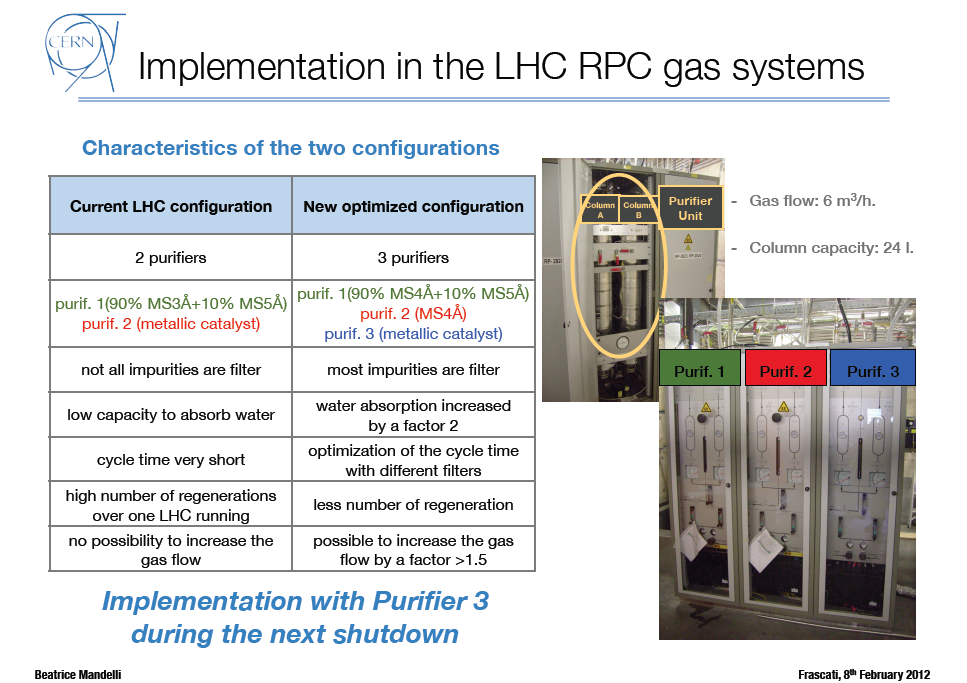 CERN
Implementation in the LHC RPC gas systems
Characteristics of the two configurations
Current LHC configuration
New optimized configuration
2 purifiers
3 purifiers
purif. 1(90% MS3Å+10% MS5Å)
purif. 2 (metallic catalyst)
purif. 1(90% MS4Å+10% MS5Å)
purif. 2 (MS4Å)
purif. 3 (metallic catalyst)
not all impurities are filter
most impurities are filter
low capacity to absorb water
water absorption increased
by a factor 2
cycle time very short
optimization of the cycle time
with different filters
high number of regenerations
over one LHC running
less number of regeneration
no possibility to increase the
gas flow
possible to increase the gas
flow by a factor >1.5
Implementation with Purifier 3
during the next shutdown
Column
A
Column
B
Purifier
Unit
- Gas flow: 6 m³/h.
- Column capacity: 24 l.
Purif. 1
Purif. 2
Purif. 3
Beatrice Mandelli
Frascati, 8th February 2012